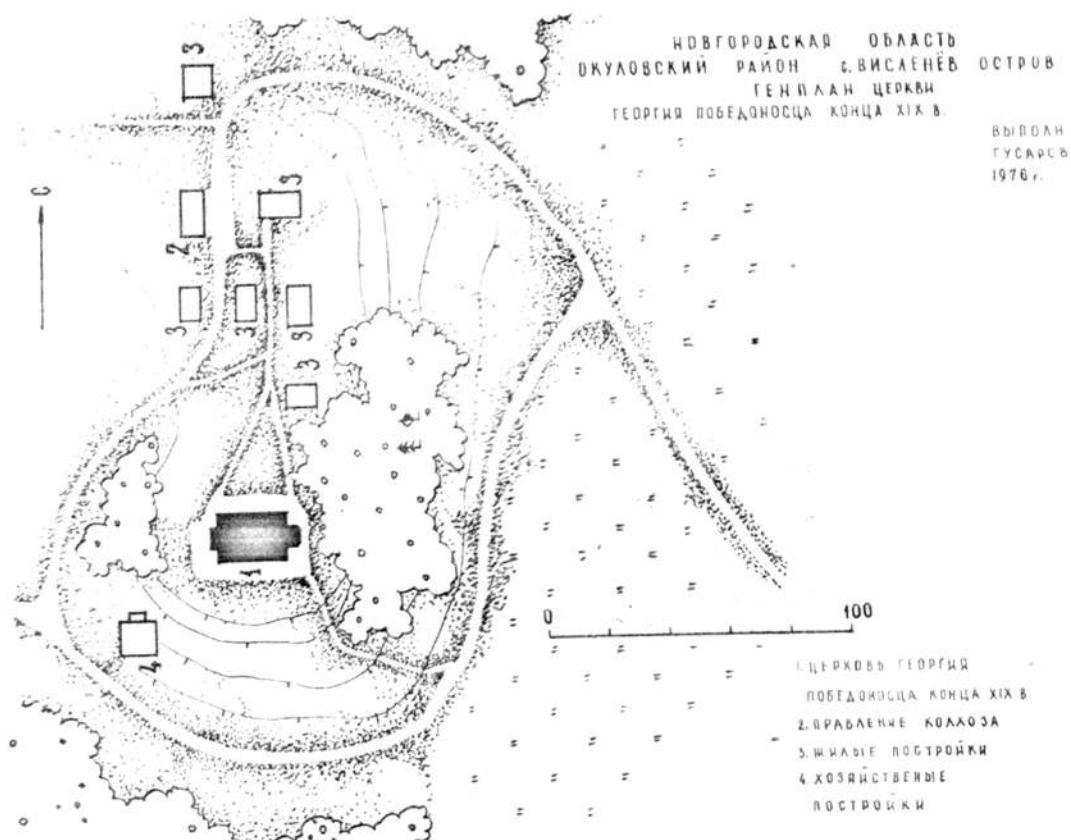 НОВГОРОДСКАЯ ОБЛАСТЬ
ОКУЛОВСКИЙ РАЙОН с. ВИСЛЕНЁВ ОСТРОВ
ГЕНПЛАН ЦЕРКВИ
ГЕОРГИЯ ПОБЕДОНОСЦА КОНЦА XIX В.
ВЫПОЛН
ГУСАРОВ
1976 г.
3
С
3
2
3
3
3
3
1
4
0 100
1. ЦЕРКОВЬ ГЕОРГИЯ
ПОБЕДОНОСЦА КОНЦА XIX В.
2. ПРАВЛЕНИЕ КОЛХОЗА
3. ЖИЛЫЕ ПОСТРОЙКИ
4. ХОЗЯЙСТВЕНЫЕ
ПОСТРОЙКИ